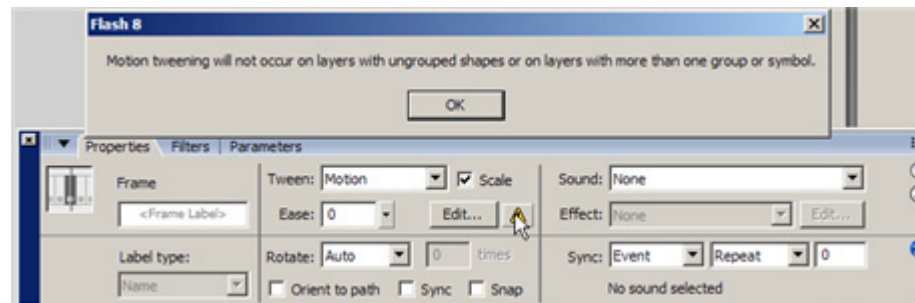 Flash 8
Motion tweening will not occur on layers with ungrouped shapes or on layers with more than one group or symbol.
OK
Properties Filters Parameters
Frame Tween: Motion Scale Sound: None
<Frame Label> Ease: 0 Edit... Effect: None Edit...
Label type: Rotate: Auto 0 times Sync: Event Repeat 0
Name Orient to path Sync Snap No sound selected